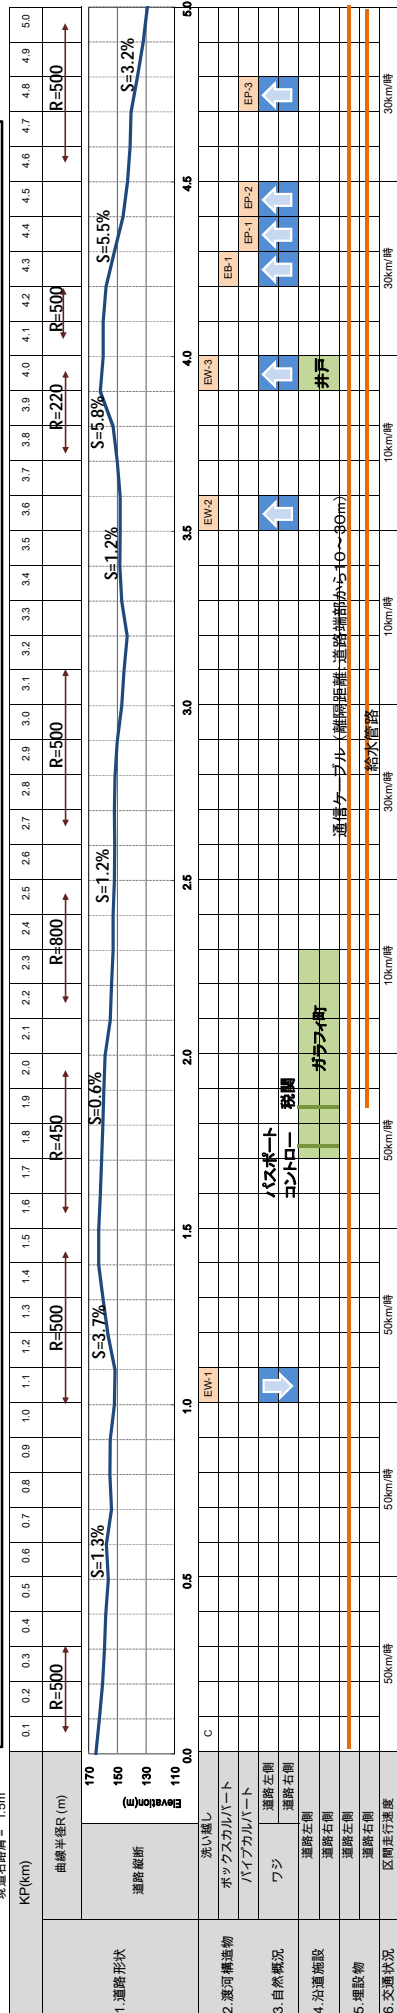 現道右路肩 = 1.5m
KP(km) 0.1 0.2 0.3 0.4 0.5 0.6 0.7 0.8 0.9 1.0 1.1 1.2 1.3 1.4 1.5 1.6 1.7 1.8 1.9 2.0 2.1 2.2 2.3 2.4 2.5 2.6 2.7 2.8 2.9 3.0 3.1 3.2 3.3 3.4 3.5 3.6 3.7 3.8 3.9 4.0 4.1 4.2 4.3 4.4 4.5 4.6 4.7 4.8 4.9 5.0
1.道路形状
曲線半径R (m) R=500 R=500 R=450 R=800 R=500 R=220 R=500 R=500
道路縦断
Elevation(m)
170
150
130
110
S=1.3% S=3.7% S=0.6% S=1.2% S=1.2% S=5.8% S=5.5% S=3.2%
0.0 0.5 1.0 1.5 2.0 2.5 3.0 3.5 4.0 4.5 5.0
2.渡河構造物
洗い越し C EW-1 EW-2 EW-3
ボックスカルバート EB-1
パイプカルバート EP-1 EP-2 EP-3
3.自然概況
ワジ
道路左側
道路右側
パスポート
コントロー 税関
4.沿道施設
道路左側
道路右側
ガラフィ町
井戸
5.埋設物
道路左側
通信ケーブル（離隔距離:道路端部から10～30m）
道路右側
給水管路
6.交通状況
区間走行速度 50km/時 50km/時 50km/時 50km/時 10km/時 30km/時 10km/時 10km/時 30km/時 30km/時